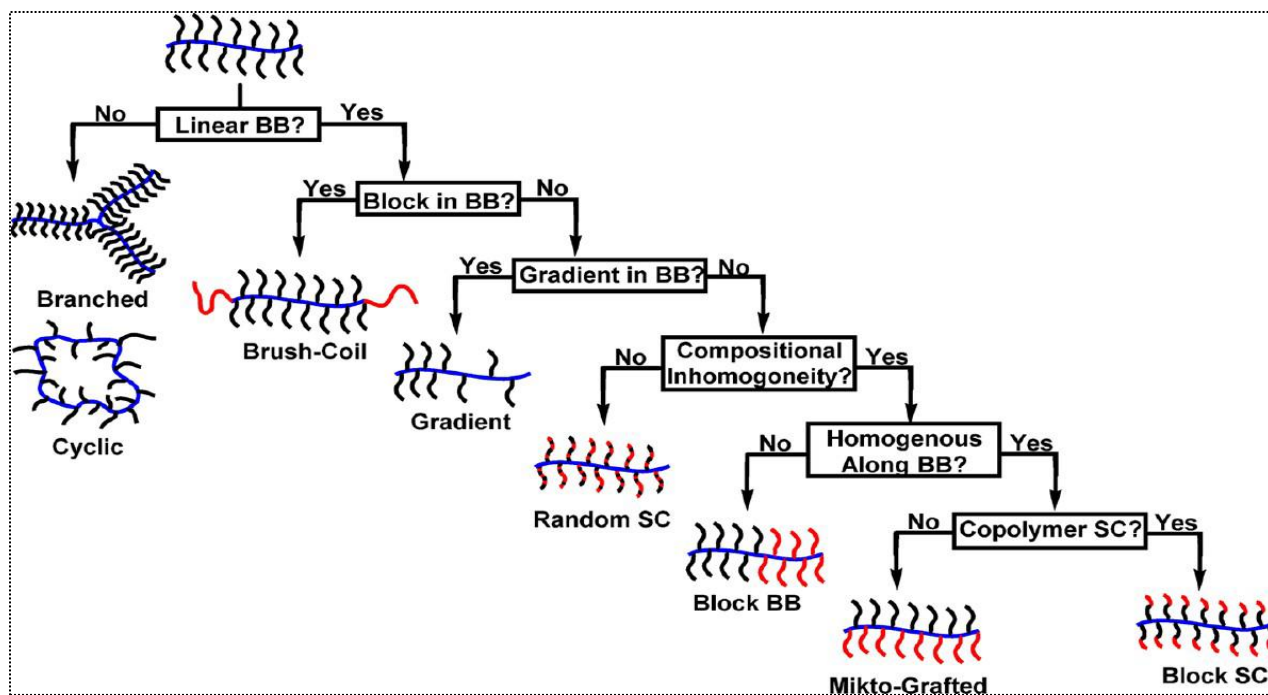 No
Linear BB?
Yes
Yes
Block in BB?
No
Branched
Yes
Gradient in BB?
No
Brush-Coil
No
Compositional
Inhomogoneity?
Yes
Gradient
Cyclic
No
Homogenous
Along BB?
Yes
Random SC
No
Copolymer SC?
Yes
Block BB
Mikto-Grafted
Block SC